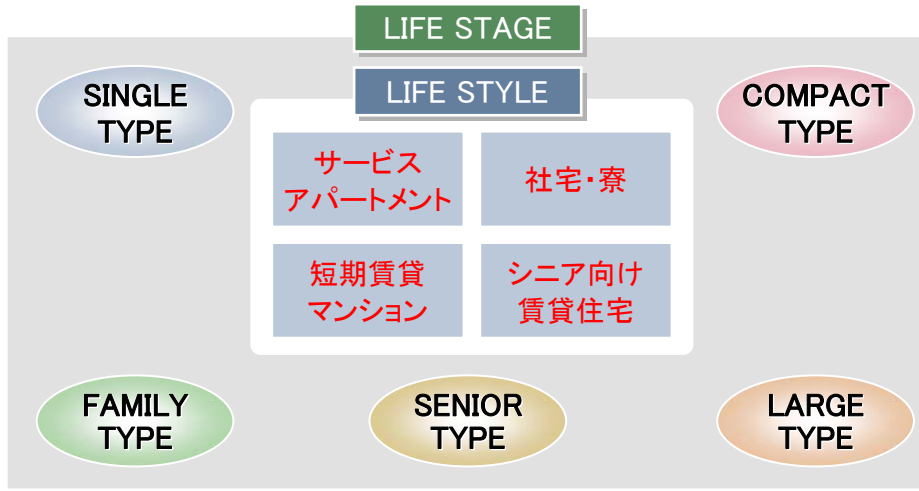 LIFE STAGE
LIFE STYLE
SINGLE
TYPE
COMPACT
TYPE
サービス
アパートメント
社宅・寮
短期賃貸
マンション
シニア向け
賃貸住宅
FAMILY
TYPE
SENIOR
TYPE
LARGE
TYPE